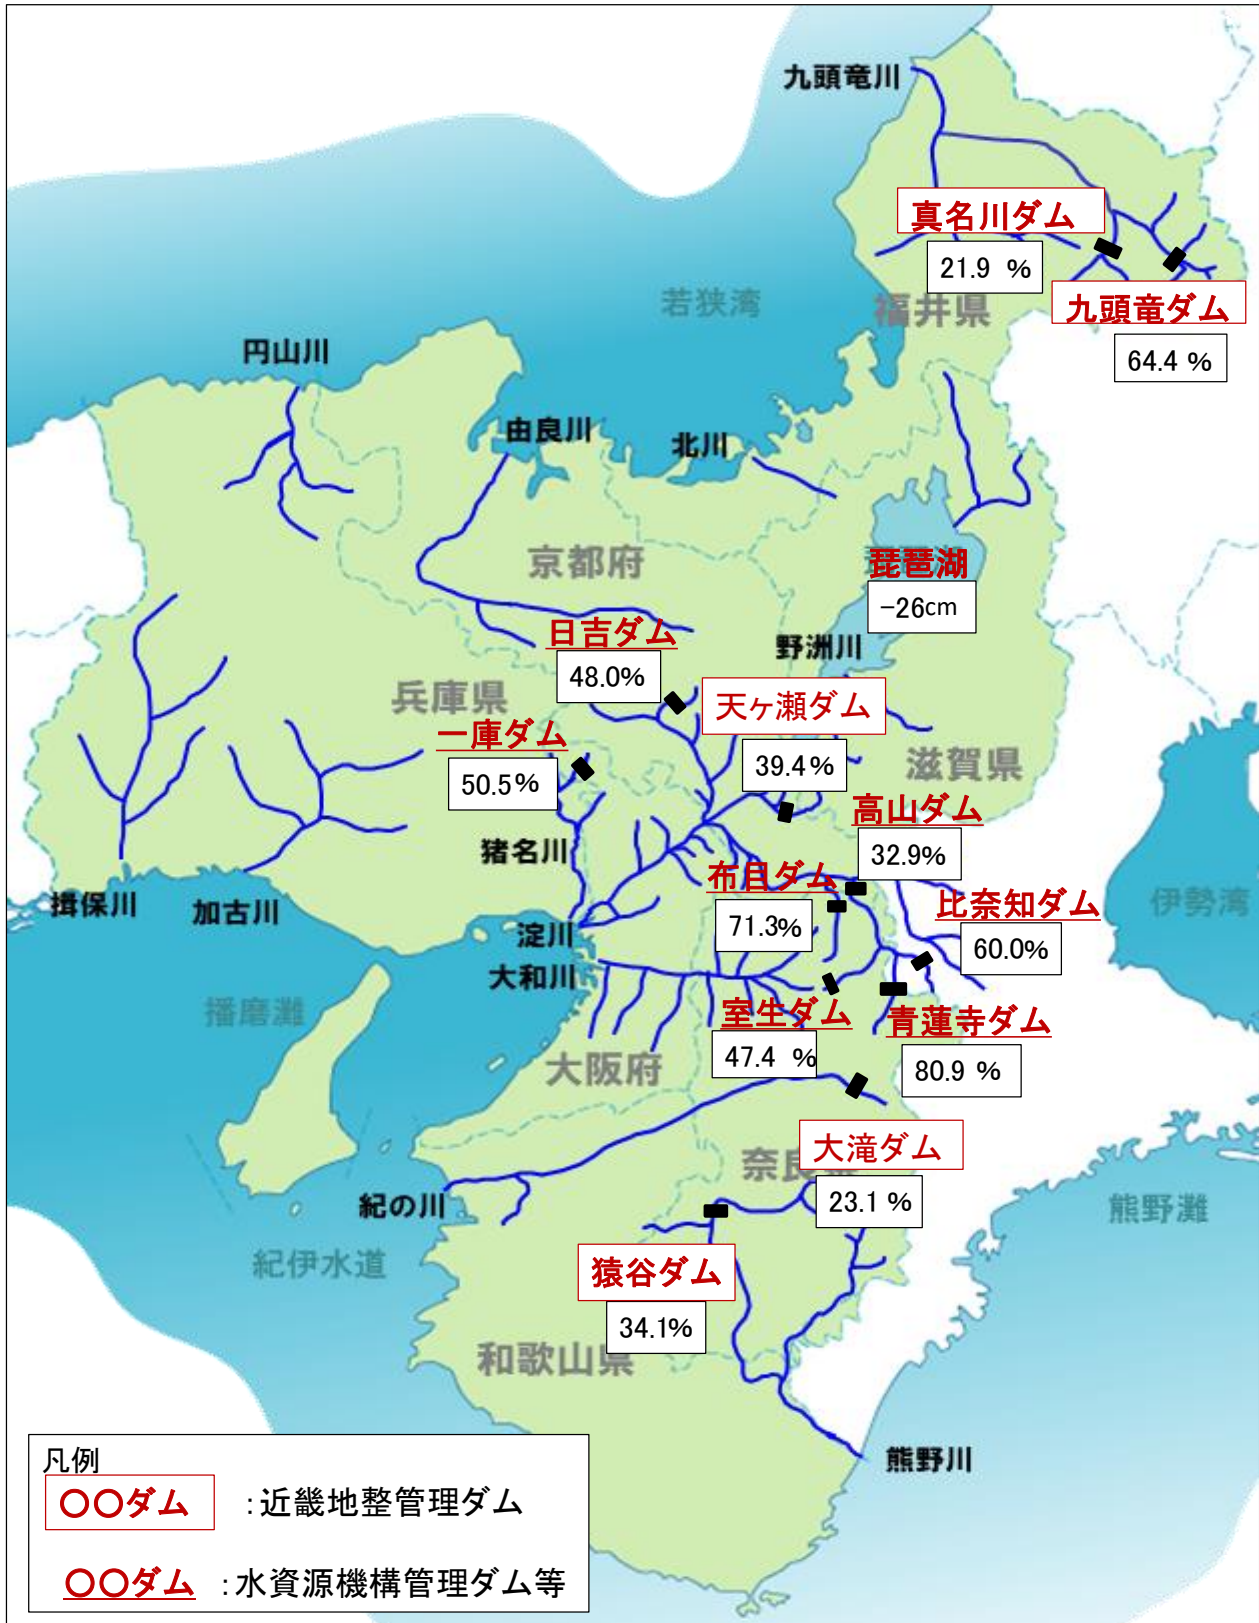 九頭竜川
真名川ダム
21.9 %
若狭湾
福井県
九頭竜ダム
64.4 %
円山川
由良川
北川
京都府
琵琶湖
-26cm
日吉ダム
48.0%
野洲川
兵庫県
天ヶ瀬ダム
一庫ダム
39.4%
滋賀県
50.5%
高山ダム
32.9%
猪名川
布目ダム
71.3%
揖保川
加古川
比奈知ダム
60.0%
伊勢湾
淀川
大和川
播磨灘
室生ダム
47.4 %
青蓮寺ダム
80.9 %
大阪府
大滝ダム
奈良県
23.1 %
紀の川
熊野灘
紀伊水道
猿谷ダム
34.1%
和歌山県
熊野川
凡例
〇〇ダム :近畿地整管理ダム
〇〇ダム :水資源機構管理ダム等